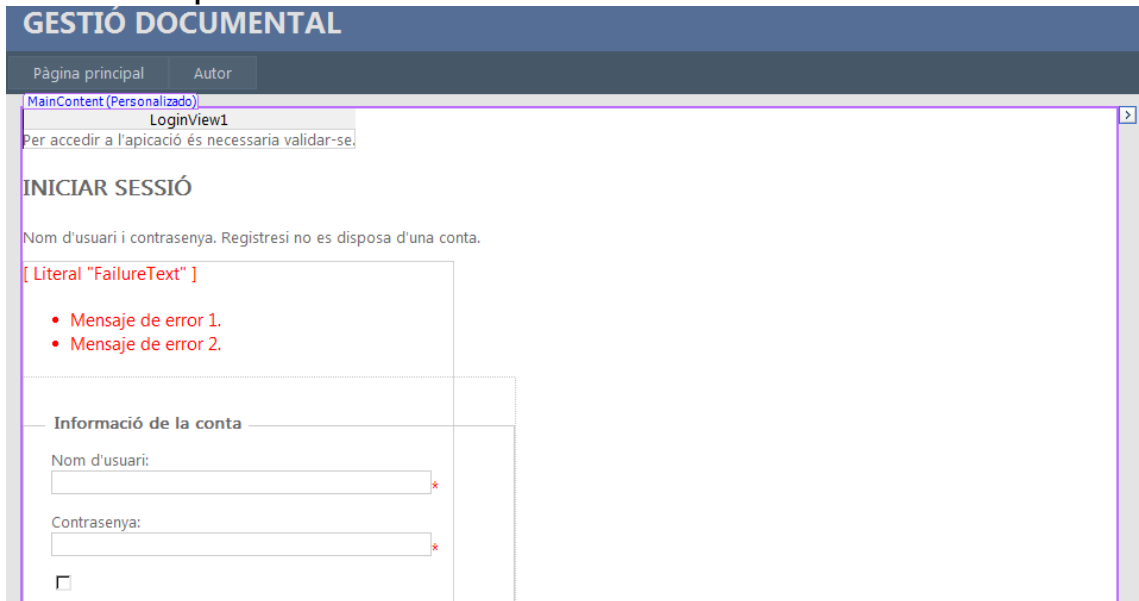 GESTIÓ DOCUMENTAL
Pàgina principal Autor
MainContent (Personalizado)
LoginView1
Per accedir a l'apicació és necessaria validar-se.
INICIAR SESSIÓ
Nom d'usuari i contrasenya. Registresi no es disposa d'una conta.
[ Literal "FailureText" ]
• Mensaje de error 1.
• Mensaje de error 2.
Informació de la conta
Nom d'usuari:
*
Contrasenya:
*